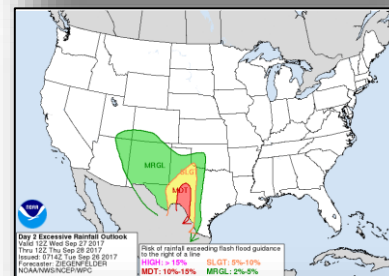 MRGL
SLGT
MDT
Day 2 Excessive Rainfall Outlook
Valid 12Z Wed Sep 27 2017
Thru 12Z Thu Sep 28 2017
Issued: 0714Z Tue Sep 26 2017
Forecaster: ZIEGENFELDER
NOAA/NWS/NCEP/WPC
Risk of rainfall exceeding flash flood guidance
to the right of a line
HIGH: > 15% SLGT: 5%-10%
MDT: 10%-15% MRGL: 2%-5%